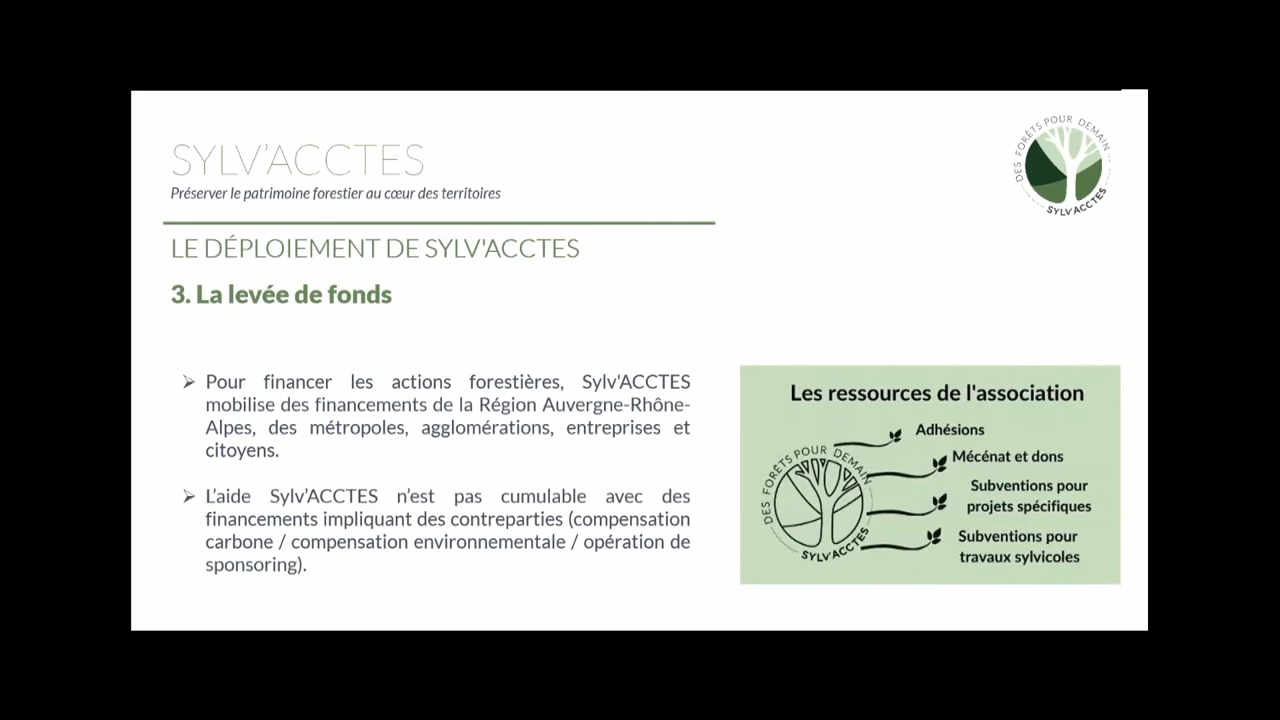 SYLV'ACCTES
Préserver le patrimoine forestier au cœur des territoires
DES FORÊTS POUR DEMAIN
SYLV'ACCTES
LE DÉPLOIEMENT DE SYLV'ACCTES
3. La levée de fonds
➢ Pour financer les actions forestières, Sylv'ACCTES
mobilise des financements de la Région Auvergne-Rhône-
Alpes, des métropoles, agglomérations, entreprises et
citoyens.
➢ L'aide Sylv'ACCTES n'est pas cumulable avec des
financements impliquant des contreparties (compensation
carbone / compensation environnementale / opération de
sponsoring).
Les ressources de l'association
DES FORÊTS POUR DEMAIN
SYLV'ACCTES
Adhésions
Mécénat et dons
Subventions pour
projets spécifiques
Subventions pour
travaux sylvicoles